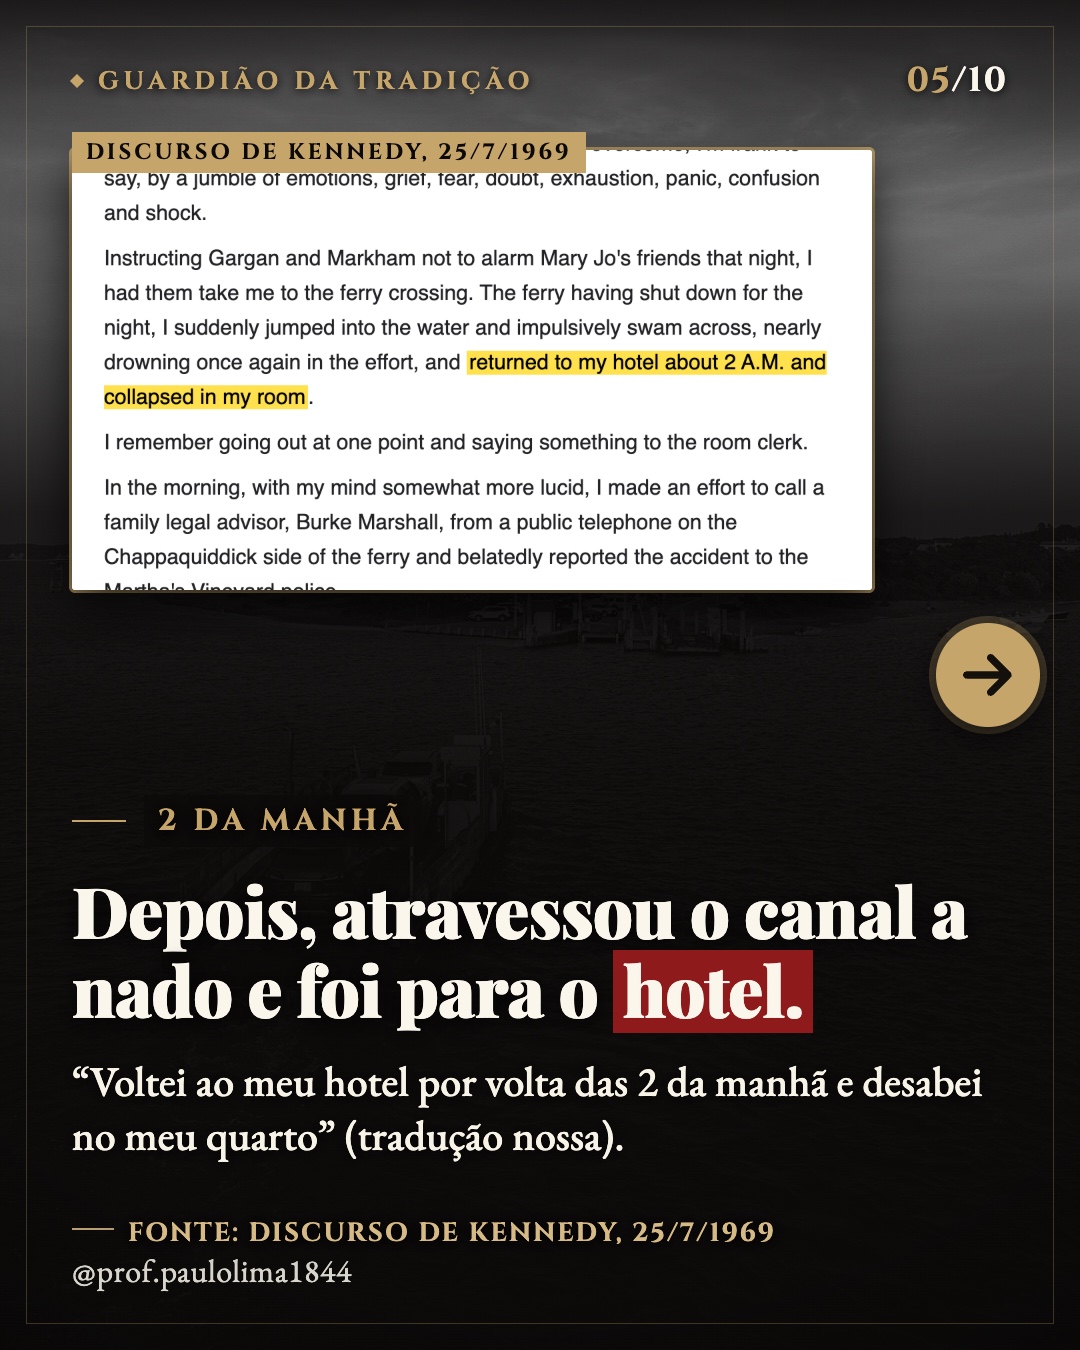 ◆ GUARDIÃO DA TRADIÇÃO
05/10
DISCURSO DE KENNEDY, 25/7/1969
say, by a jumble of emotions, grief, fear, doubt, exhaustion, panic, confusion
and shock.
Instructing Gargan and Markham not to alarm Mary Jo's friends that night, I
had them take me to the ferry crossing. The ferry having shut down for the
night, I suddenly jumped into the water and impulsively swam across, nearly
drowning once again in the effort, and returned to my hotel about 2 A.M. and
collapsed in my room.
I remember going out at one point and saying something to the room clerk.
In the morning, with my mind somewhat more lucid, I made an effort to call a
family legal advisor, Burke Marshall, from a public telephone on the
Chappaquiddick side of the ferry and belatedly reported the accident to the
Martha's Vineyard police
2 DA MANHÃ
Depois, atravessou o canal a
nado e foi para o hotel.
“Voltei ao meu hotel por volta das 2 da manhã e desabei
no meu quarto” (tradução nossa).
FONTE: DISCURSO DE KENNEDY, 25/7/1969
@prof.paulolima1844